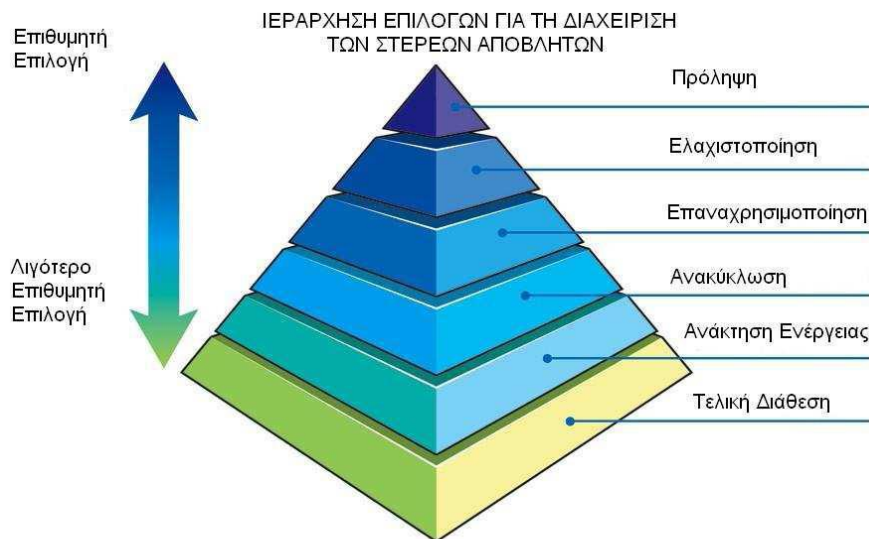 ΙΕΡΑΡΧΗΣΗ ΕΠΙΛΟΓΩΝ ΓΙΑ ΤΗ ΔΙΑΧΕΙΡΙΣΗ
ΤΩΝ ΣΤΕΡΕΩΝ ΑΠΟΒΛΗΤΩΝ
Επιθυμητή
Επιλογή
Πρόληψη
Ελαχιστοποίηση
Επαναχρησιμοποίηση
Ανακύκλωση
Ανάκτηση Ενέργειας
Τελική Διάθεση
Λιγότερο
Επιθυμητή
Επιλογή